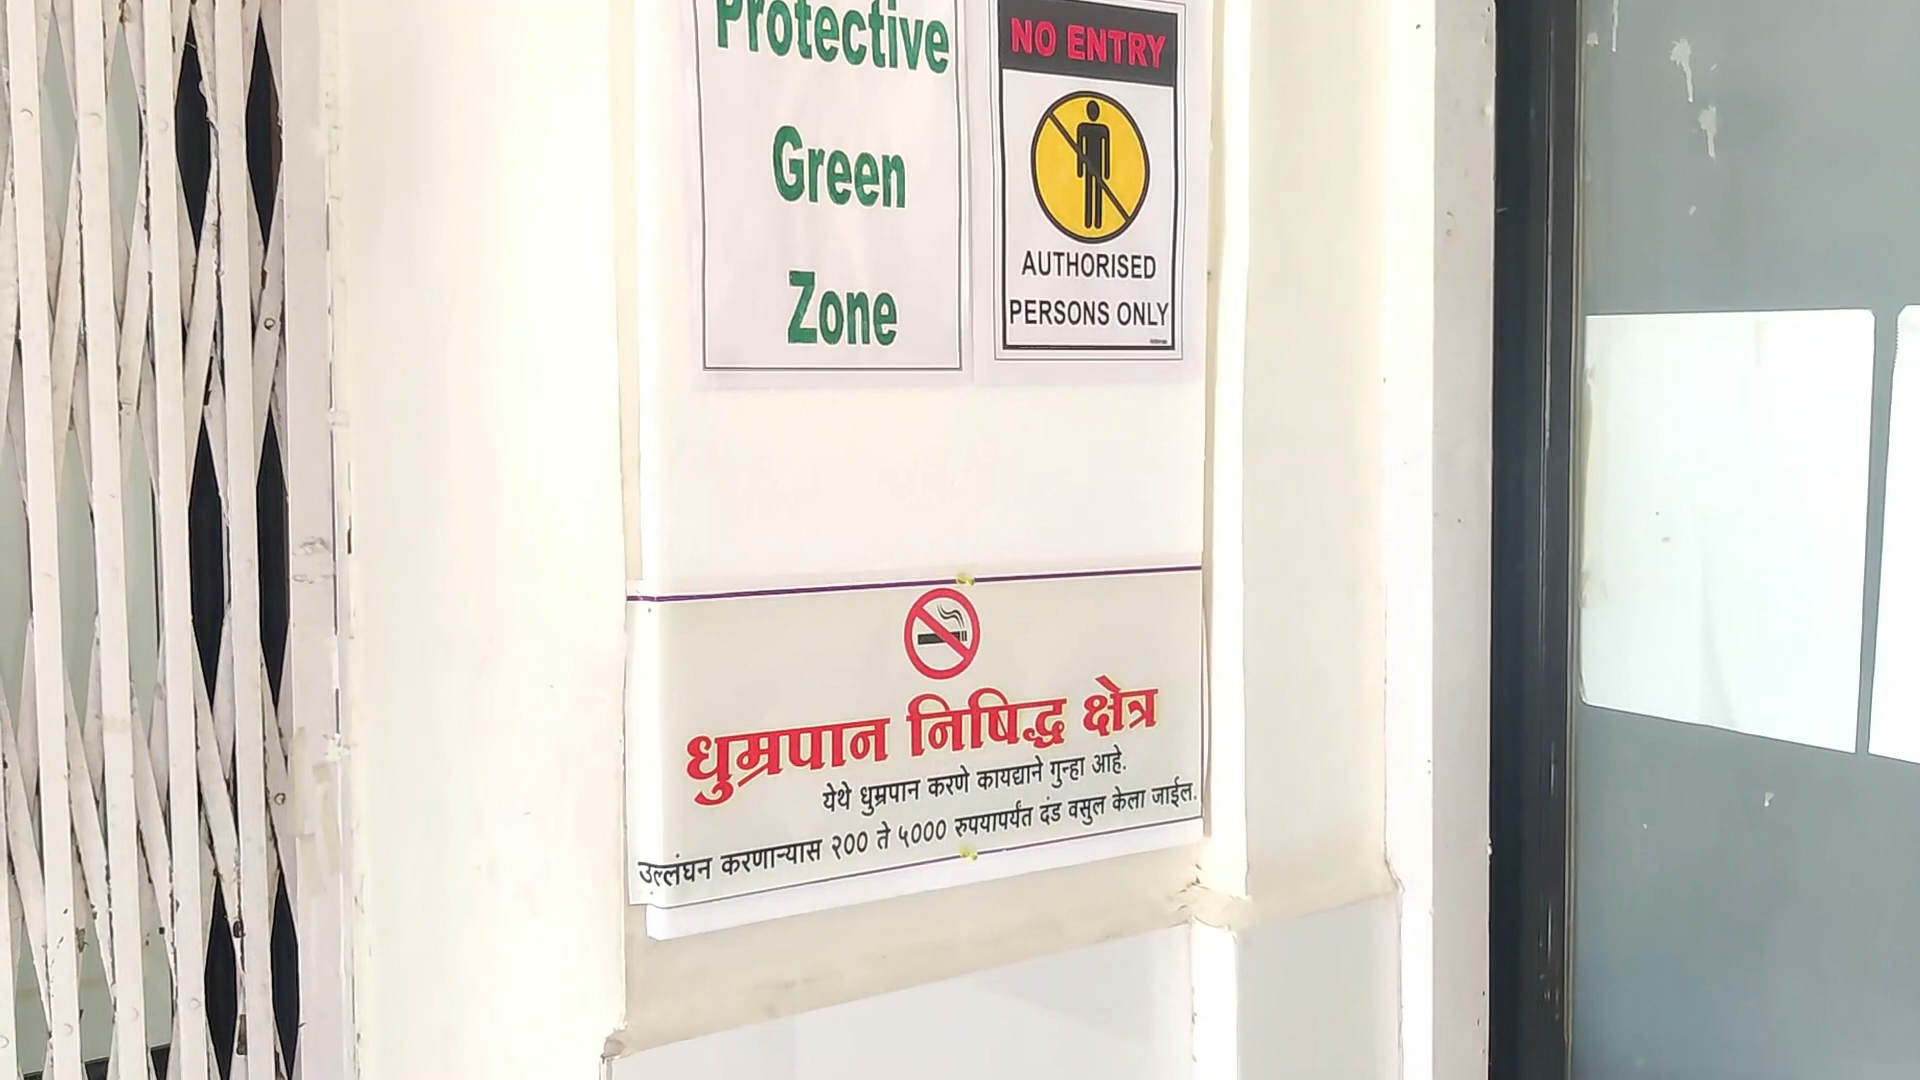 Protective
Green
Zone
NO ENTRY
AUTHORISED
PERSONS ONLY
धुम्रपान निषिद्ध क्षेत्र
येथे धुम्रपान करणे कायद्याने गुन्हा आहे.
उल्लंघन करणाऱ्यास २०० ते ५००० रुपयापर्यंत दंड वसुल केला जाईल.